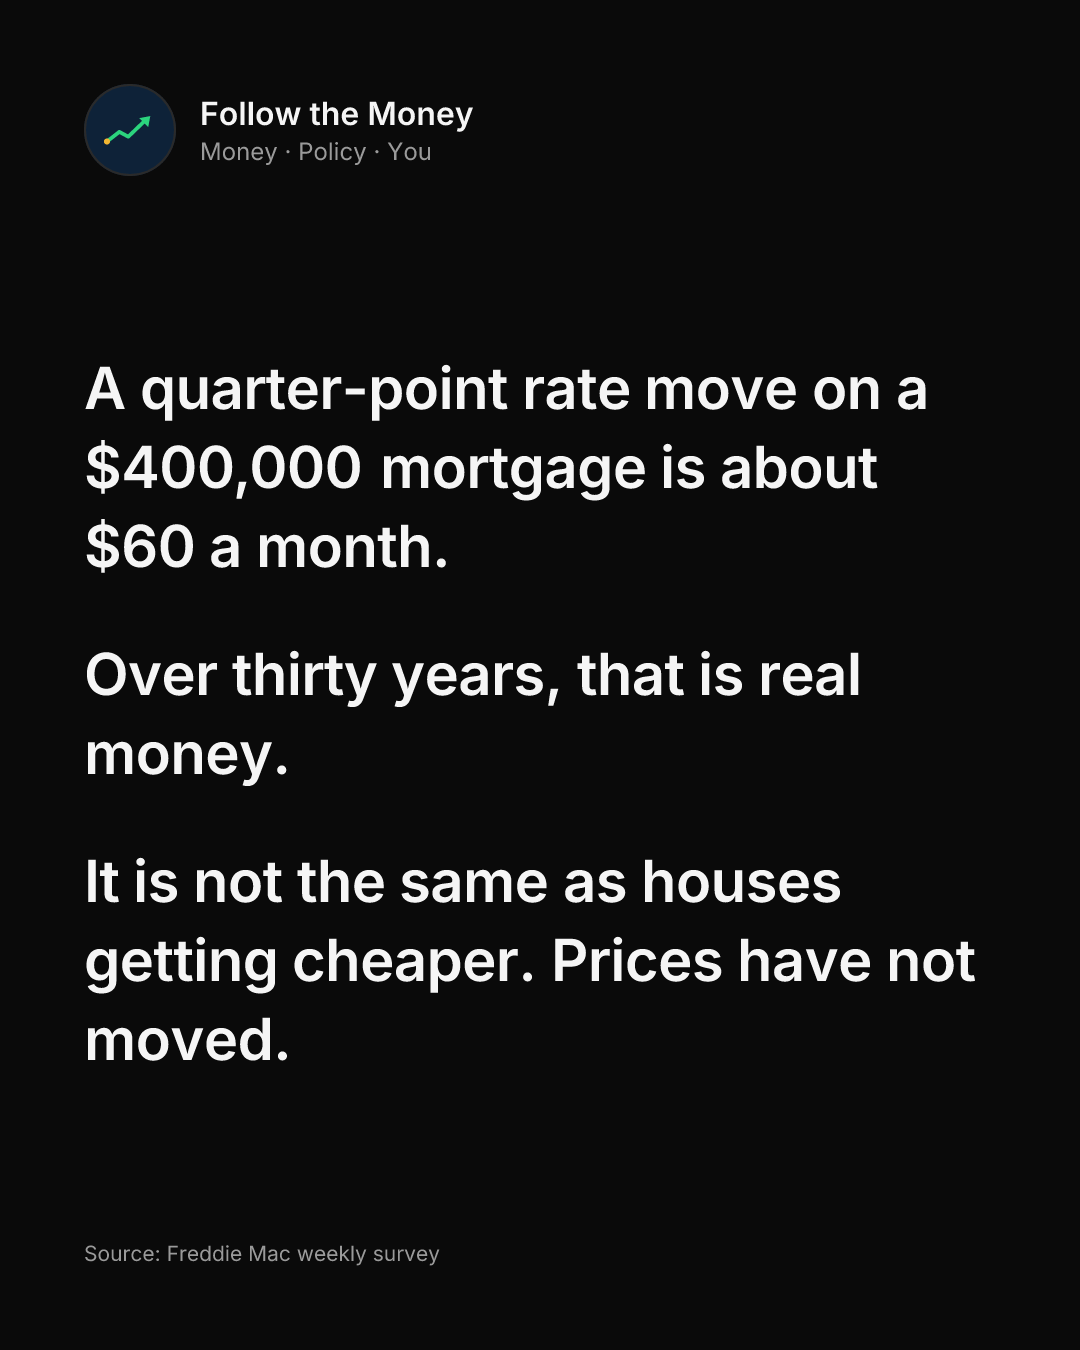 Follow the Money
Money · Policy · You
A quarter-point rate move on a
$400,000 mortgage is about
$60 a month.
Over thirty years, that is real
money.
It is not the same as houses
getting cheaper. Prices have not
moved.
Source: Freddie Mac weekly survey